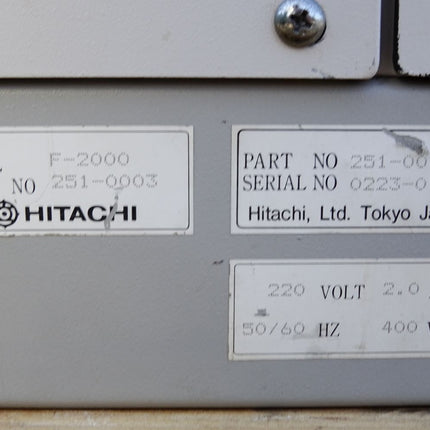 F-2000
NO 251-0003
HITACHI
PART NO 251-00
SERIAL NO 0223-0
Hitachi, Ltd. Tokyo Ja
220 VOLT 2.0
50/60 HZ 400